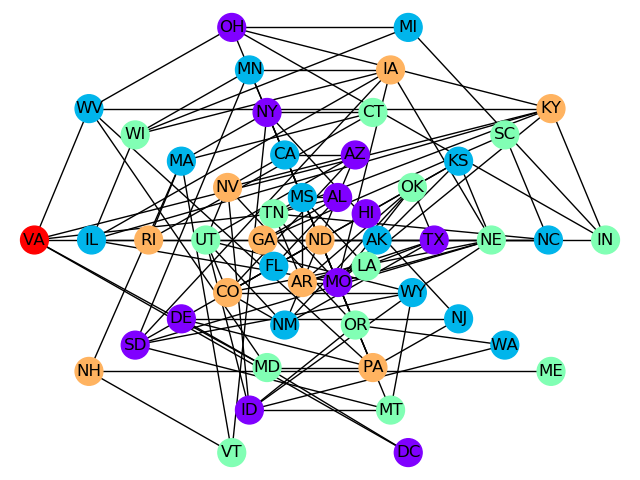 OH MI
MN IA
WV NY CT KY
WI SC
MA CA AZ KS
NV MS AL OK
TN HI
VA IL RI UT GA ND AK TX NE NC IN
FL LA
CO AR MO WY
DE NM OR NJ
SD WA
NH MD PA ME
ID MT
VT DC